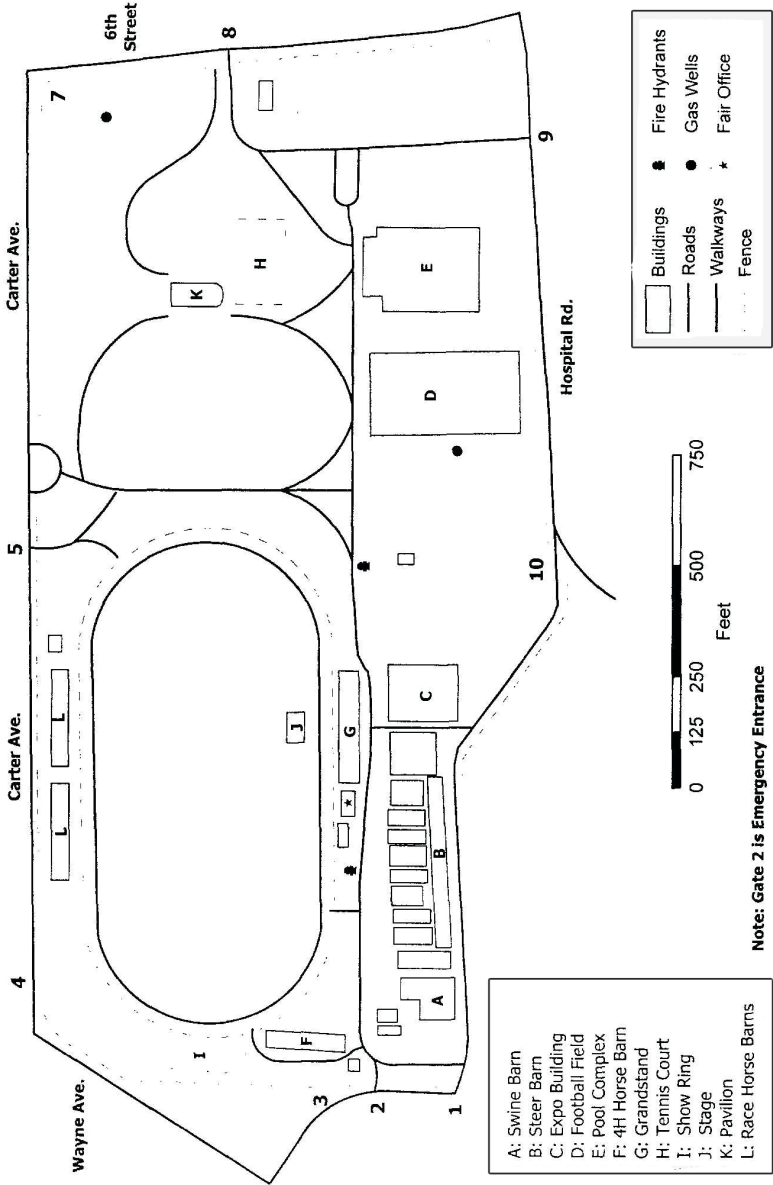 6th
Street
Carter Ave.
Carter Ave.
Wayne Ave.
Hospital Rd.
7
8
9
5
10
4
3
2
1
K
H
E
D
L
L
J
G
C
B
F
I
A
Buildings
Roads
Walkways
Fence
Fire Hydrants
Gas Wells
Fair Office
0
125
250
500
750
Feet
Note: Gate 2 is Emergency Entrance
A: Swine Barn
B: Steer Barn
C: Expo Building
D: Football Field
E: Pool Complex
F: 4H Horse Barn
G: Grandstand
H: Tennis Court
I: Show Ring
J: Stage
K: Pavilion
L: Race Horse Barns